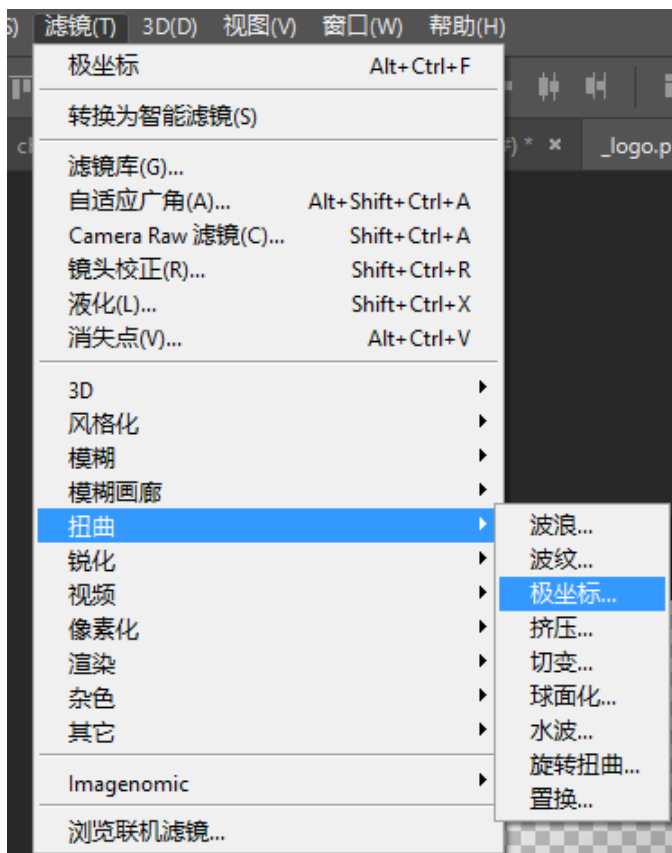 S) 滤镜(T) 3D(D) 视图(V) 窗口(W) 帮助(H)
极坐标 Alt+Ctrl+F
转换为智能滤镜(S)
#) * × _logo.p
滤镜库(G)...
自适应广角(A)... Alt+Shift+Ctrl+A
Camera Raw 滤镜(C)... Shift+Ctrl+A
镜头校正(R)... Shift+Ctrl+R
液化(L)... Shift+Ctrl+X
消失点(V)... Alt+Ctrl+V
3D
风格化
模糊
模糊画廊
扭曲
锐化
视频
像素化
渲染
杂色
其它
Imagenomic
浏览联机滤镜...
波浪...
波纹...
极坐标...
挤压...
切变...
球面化...
水波...
旋转扭曲...
置换...